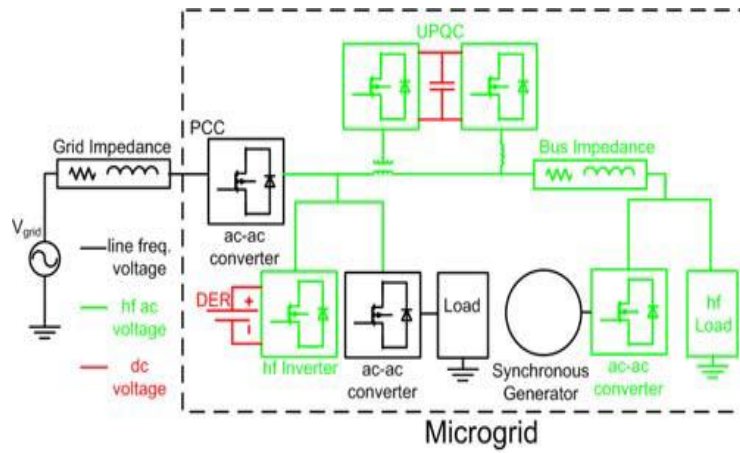 UPQC
PCC
Grid Impedance
Bus Impedance
Vgrid
line freq.
voltage
hf ac
voltage
dc
voltage
ac-ac
converter
DER
+
hf Inverter
ac-ac
converter
Load
Synchronous
Generator
ac-ac
converter
hf
Load
Microgrid